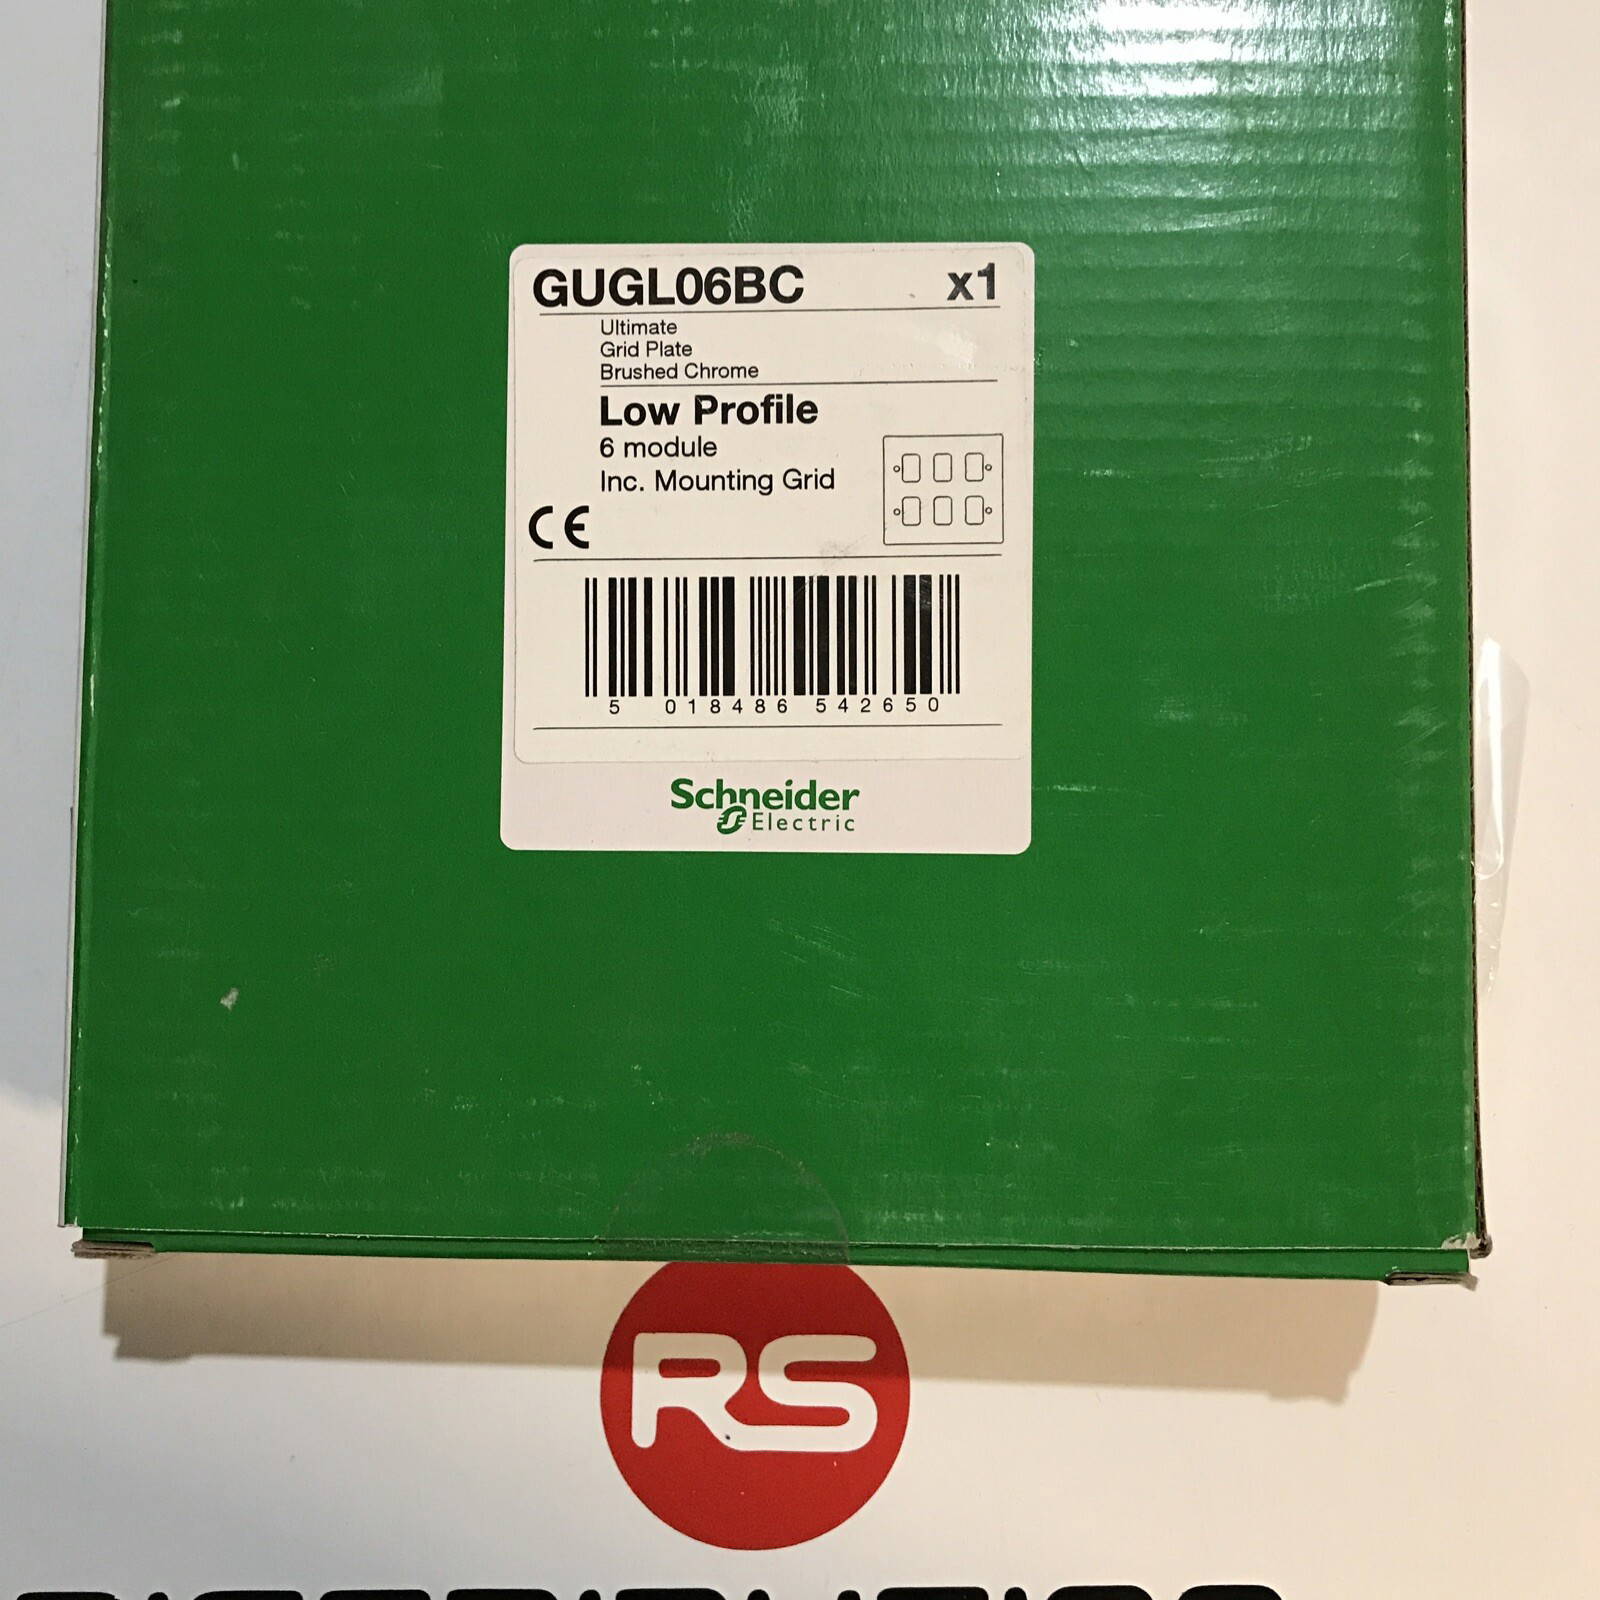 GUGL06BC x1
Ultimate
Grid Plate
Brushed Chrome
Low Profile
6 module
Inc. Mounting Grid
CE
5 018486 542650
Schneider
Electric
RS